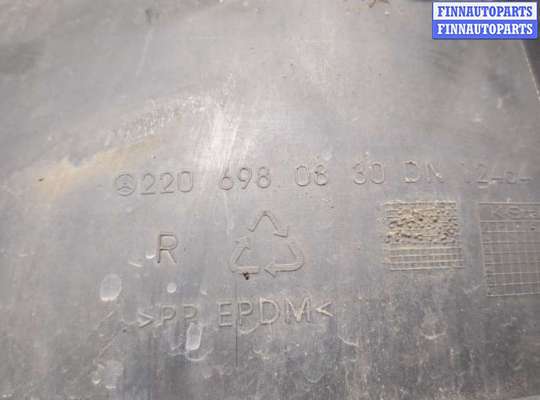 FINNAUTOPARTS
FINNAUTOPARTS
220 698 08 30 DN
R
>PP EPDM<